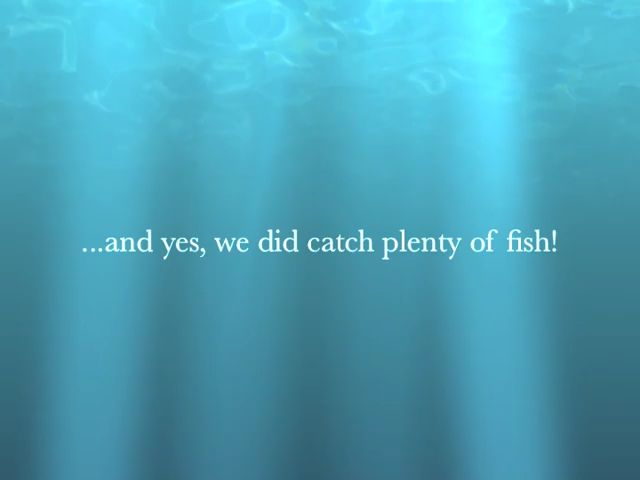 ...and yes, we did catch plenty of fish!